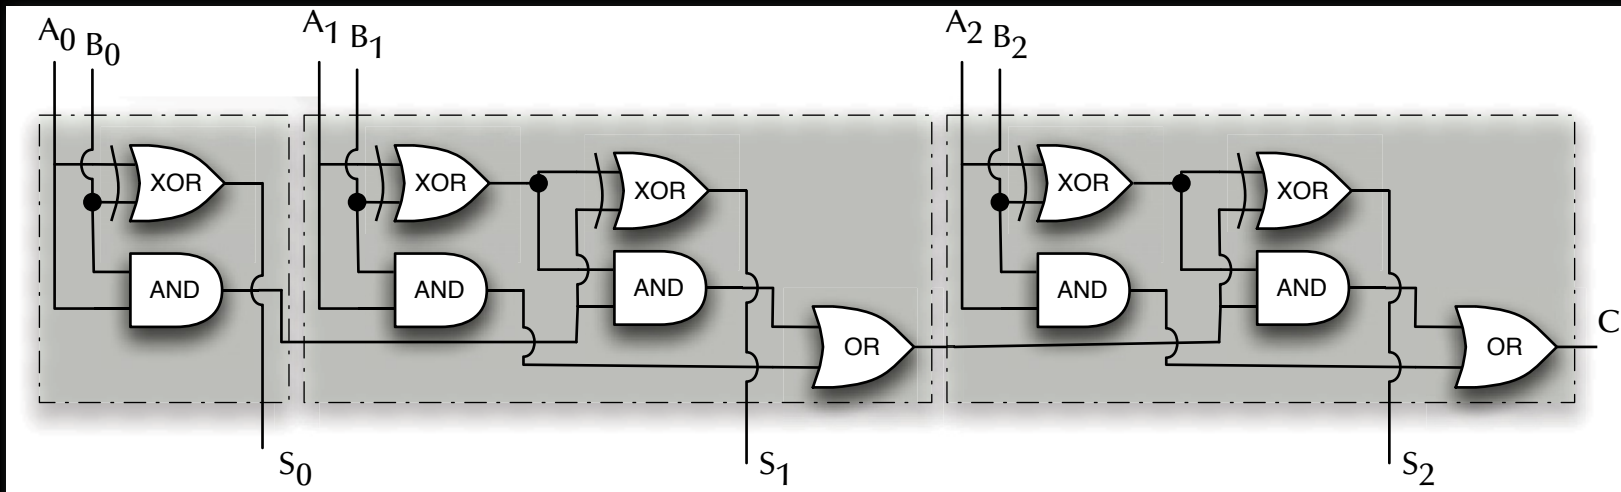 A0 B0 A1 B1 A2 B2
XOR XOR XOR XOR XOR
AND AND AND AND AND
OR OR C
S0 S1 S2